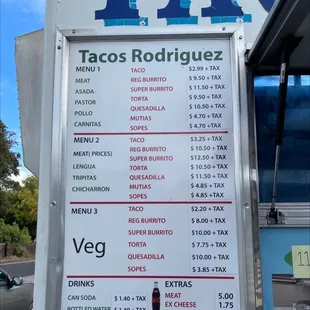 Tacos Rodriguez
MENU 1 TACO $2.99 + TAX
MEAT REG BURRITO $ 9.50 + TAX
ASADA SUPER BURRITO $ 11.50 + TAX
PASTOR TORTA $ 9.50 + TAX
POLLO QUESADILLA $ 10.50 + TAX
CARNITAS MUTIAS $ 4.70 + TAX
SOPES $ 4.70 + TAX
MENU 2 TACO $3.25 + TAX
MEAT( PRICES) REG BURRITO $ 10.50 + TAX
LENGUA SUPER BURRITO $12.50 + TAX
TRIPITAS TORTA $ 10.50 + TAX
CHICHARRON QUESADILLA $ 11.50 + TAX
MUTIAS $ 4.85 + TAX
SOPES $ 4.85 + TAX
MENU 3 TACO $2.20 + TAX
Veg REG BURRITO $ 8.00 + TAX
SUPER BURRITO $10.00 + TAX
TORTA $ 7.75 + TAX
QUESADILLA $10.00 + TAX
SOPES $ 3.85 +TAX
DRINKS EXTRAS
CAN SODA $ 1.40 + TAX MEAT 5.00
BOTTLED WATER EX CHEESE 1.75